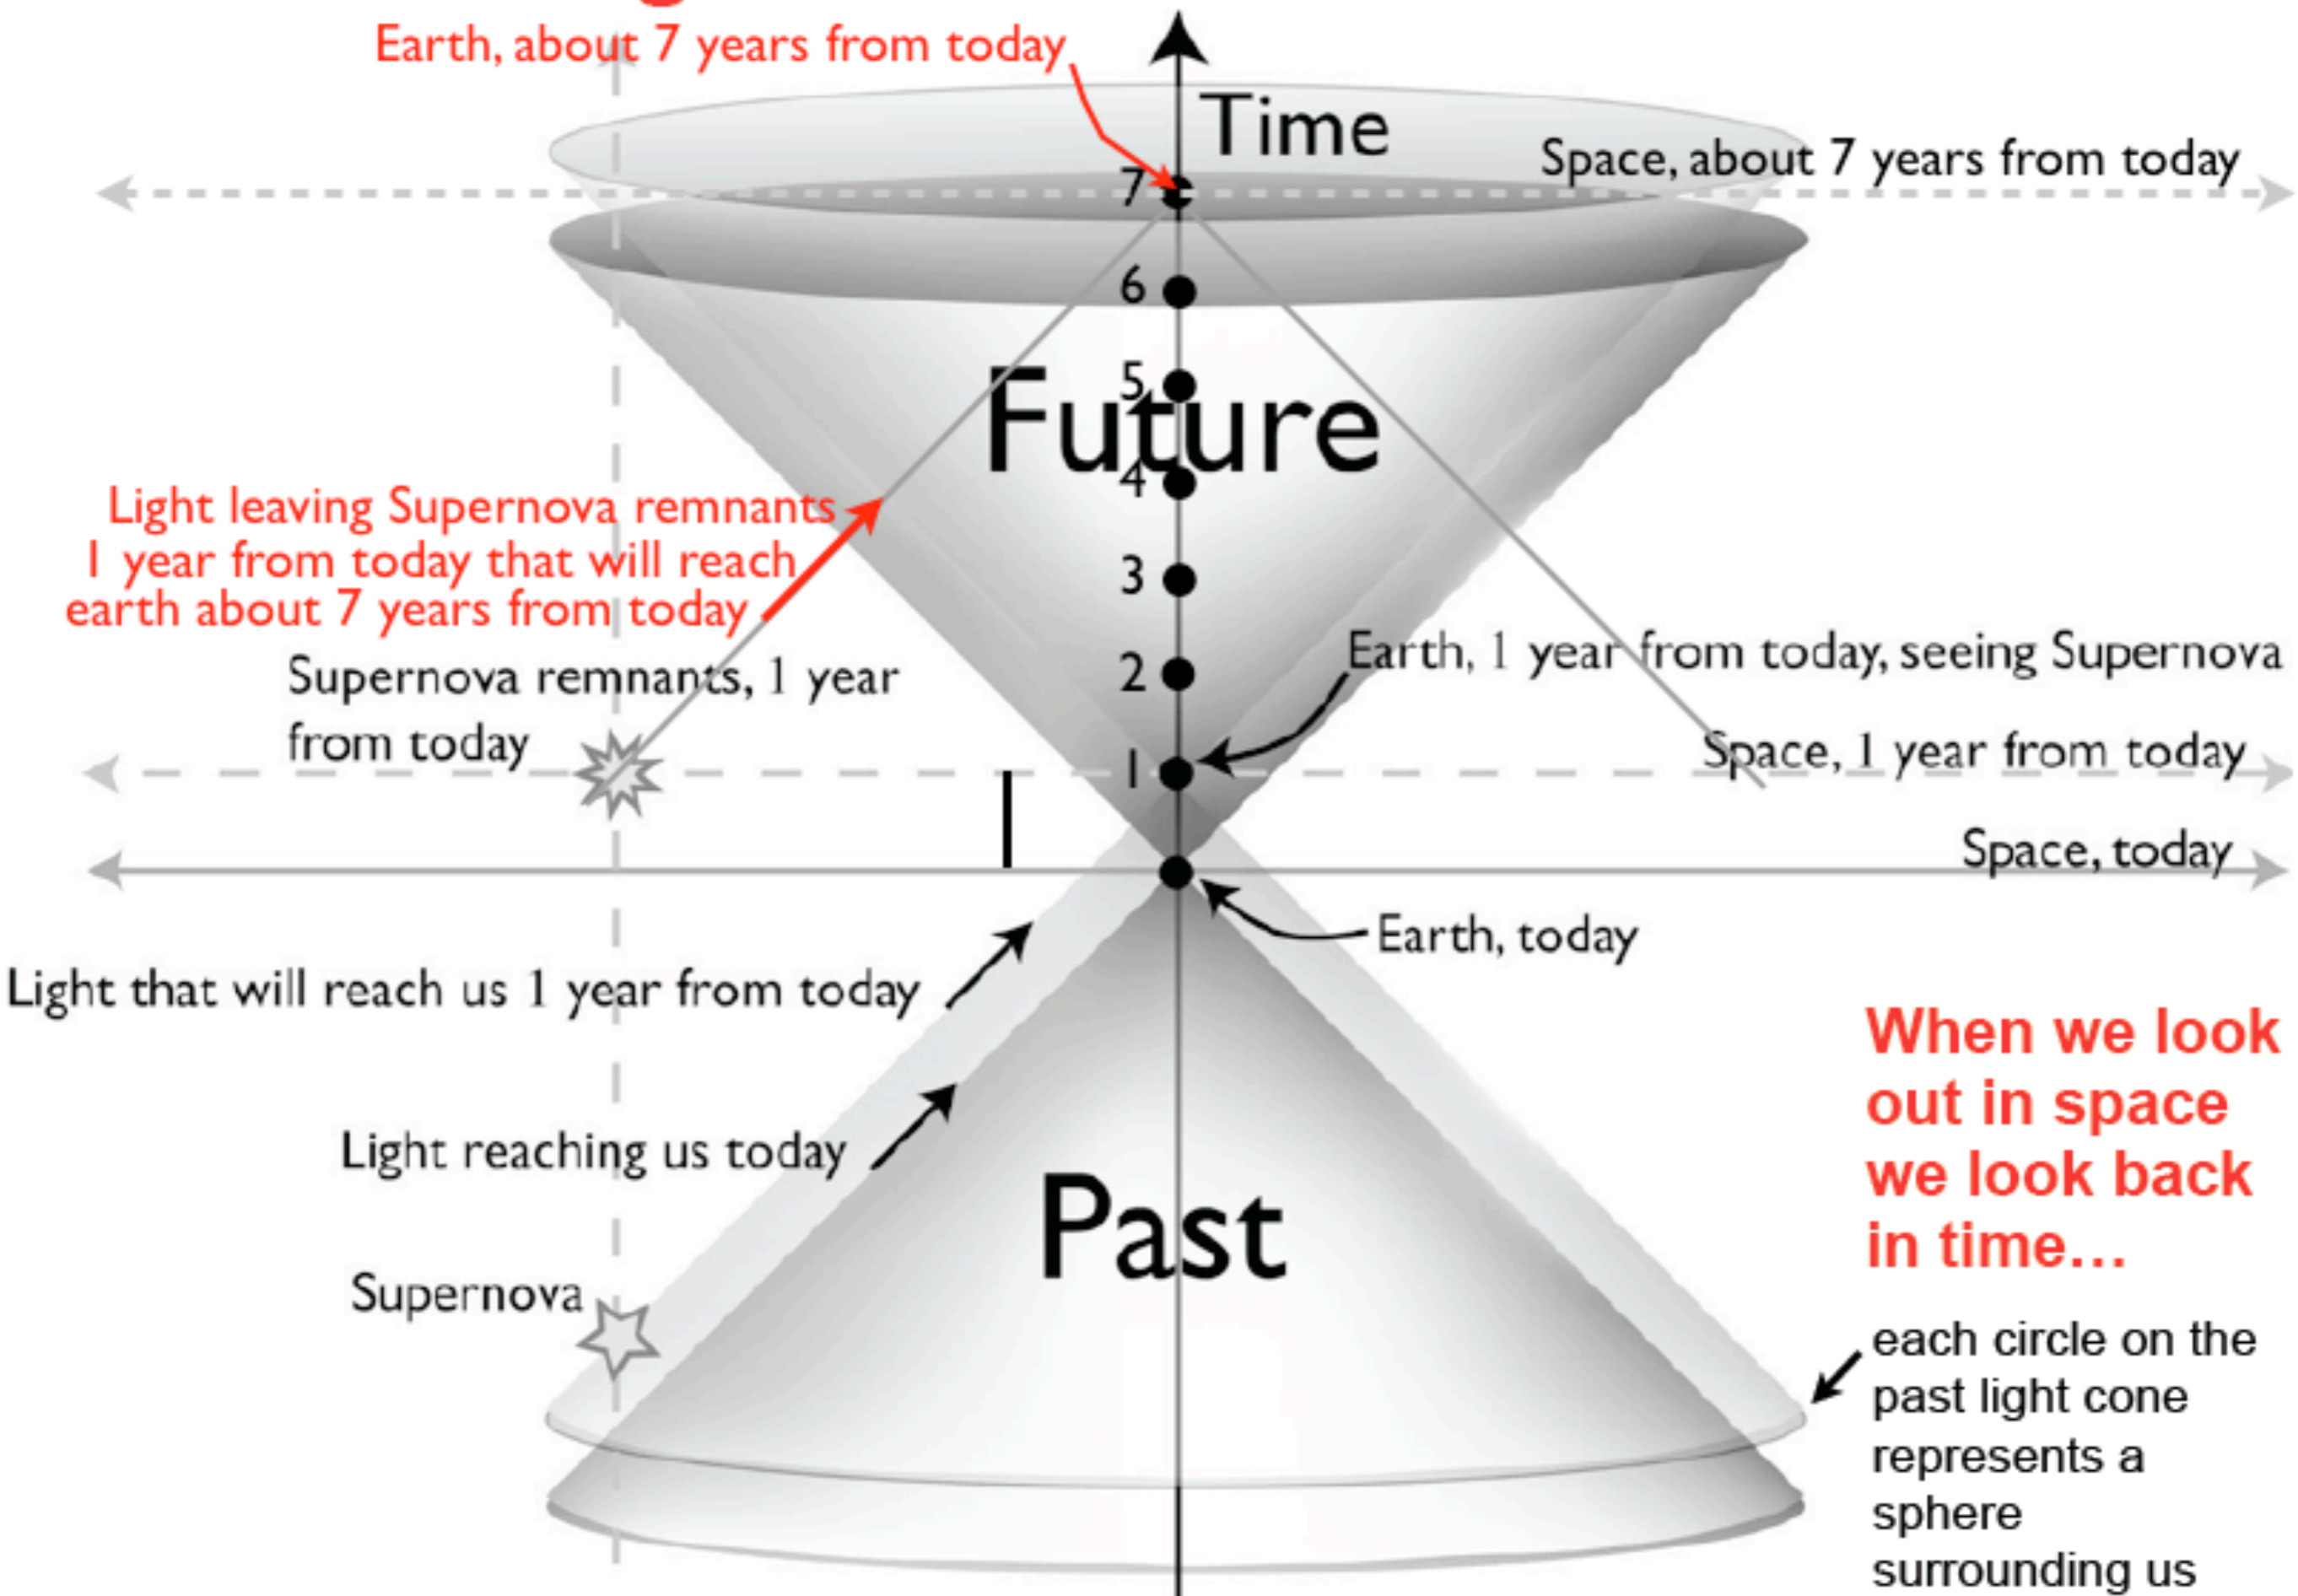 Earth, about 7 years from today
Time
Space, about 7 years from today
7
6
5
Future
4
Light leaving Supernova remnants
1 year from today that will reach
earth about 7 years from today
3
Supernova remnants, 1 year
from today
2
Earth, 1 year from today, seeing Supernova
Space, 1 year from today
1
Space, today
Earth, today
Light that will reach us 1 year from today
When we look
out in space
we look back
in time...
Light reaching us today
Past
Supernova
each circle on the
past light cone
represents a
sphere
surrounding us